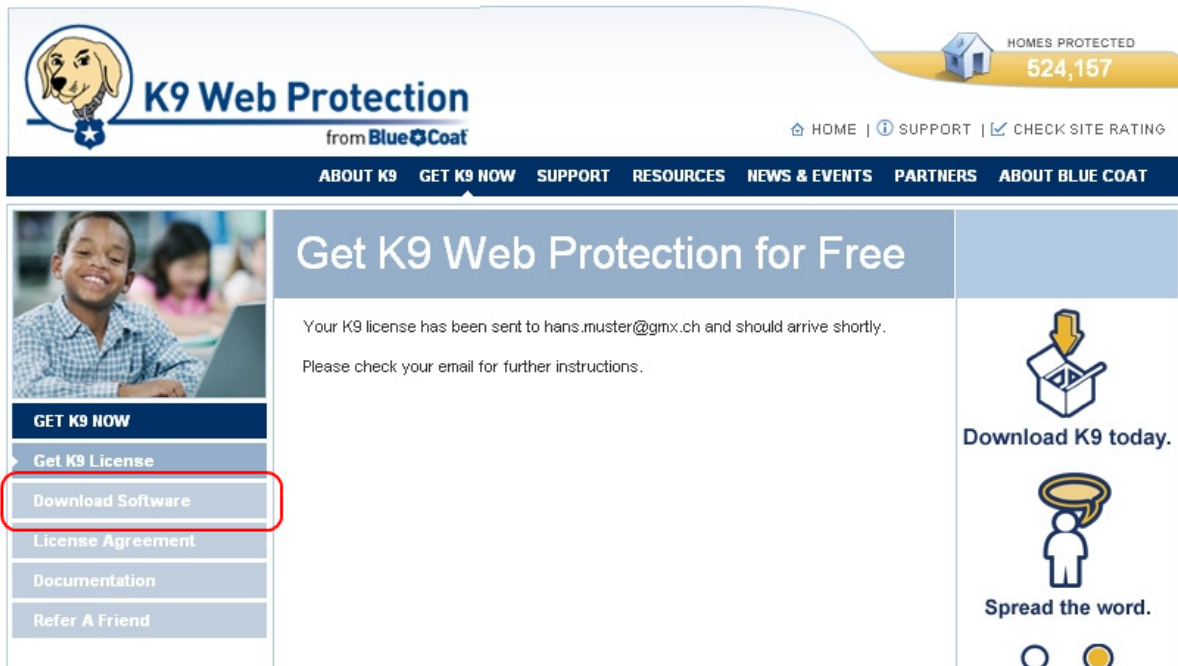 HOMES PROTECTED
524,157
K9 Web Protection
from Blue Coat
HOME | SUPPORT | CHECK SITE RATING
ABOUT K9 GET K9 NOW SUPPORT RESOURCES NEWS & EVENTS PARTNERS ABOUT BLUE COAT
Get K9 Web Protection for Free
Your K9 license has been sent to hans.muster@gmx.ch and should arrive shortly.
Please check your email for further instructions.
GET K9 NOW
Get K9 License
Download Software
License Agreement
Documentation
Refer A Friend
Download K9 today.
Spread the word.